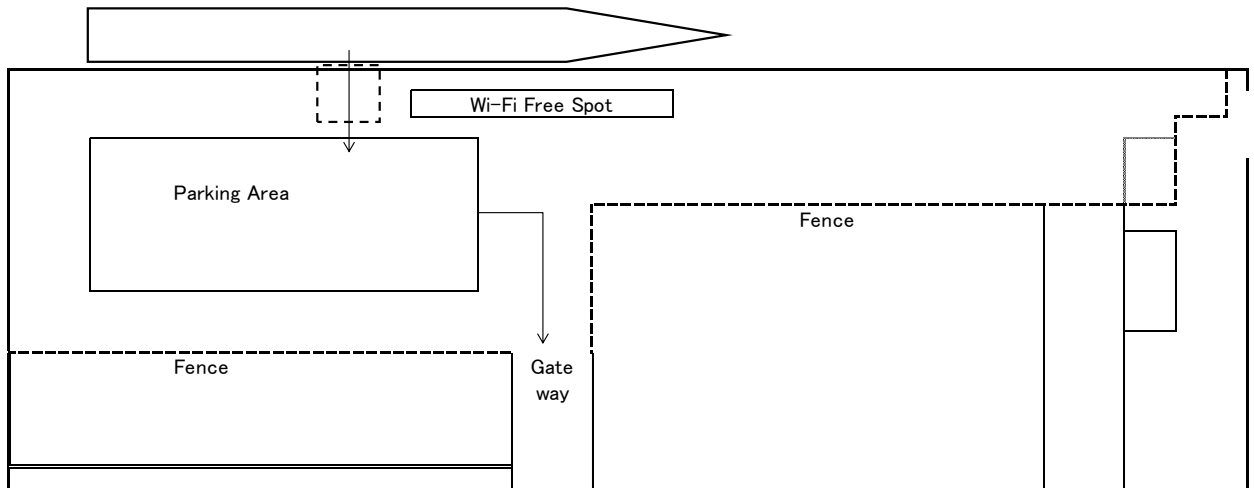 Wi-Fi Free Spot
Parking Area
Fence
Fence
Gate
way